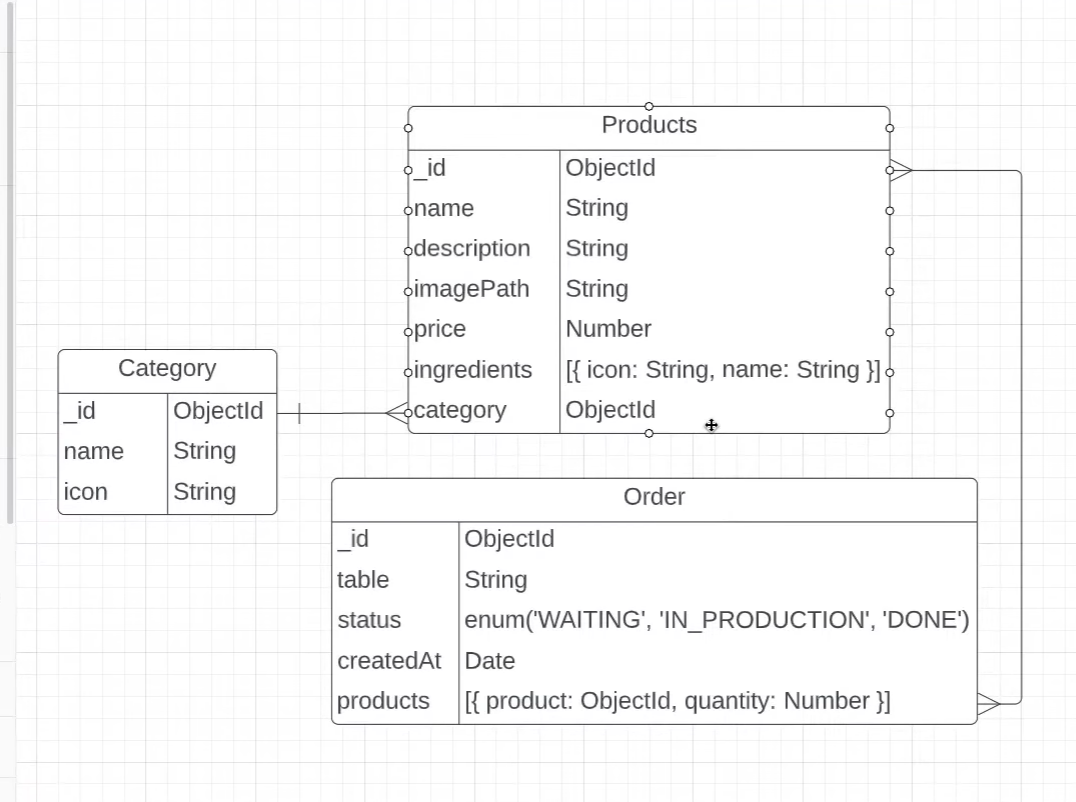 Products
_id ObjectId
name String
description String
imagePath String
price Number
ingredients [{ icon: String, name: String }]
category ObjectId
Category
_id ObjectId
name String
icon String
Order
_id ObjectId
table String
status enum('WAITING', 'IN_PRODUCTION', 'DONE')
createdAt Date
products [{ product: ObjectId, quantity: Number }]